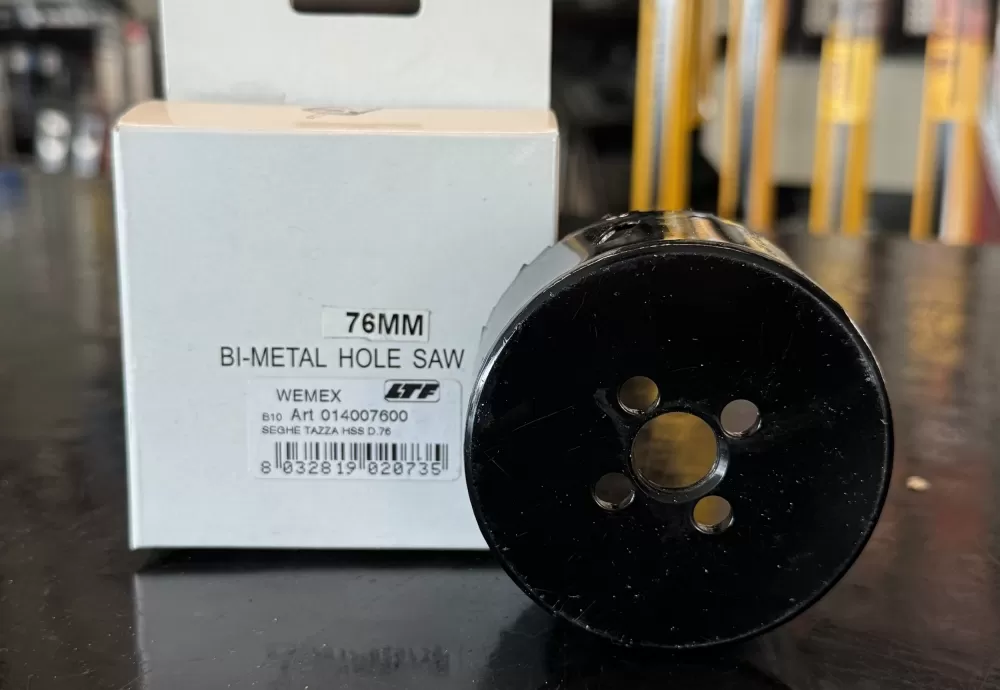 76MM
BI-METAL HOLE SAW
WEMEX LTF
B10 Art 014007600
SEGHE TAZZA HSS D.76
8 032819 020735